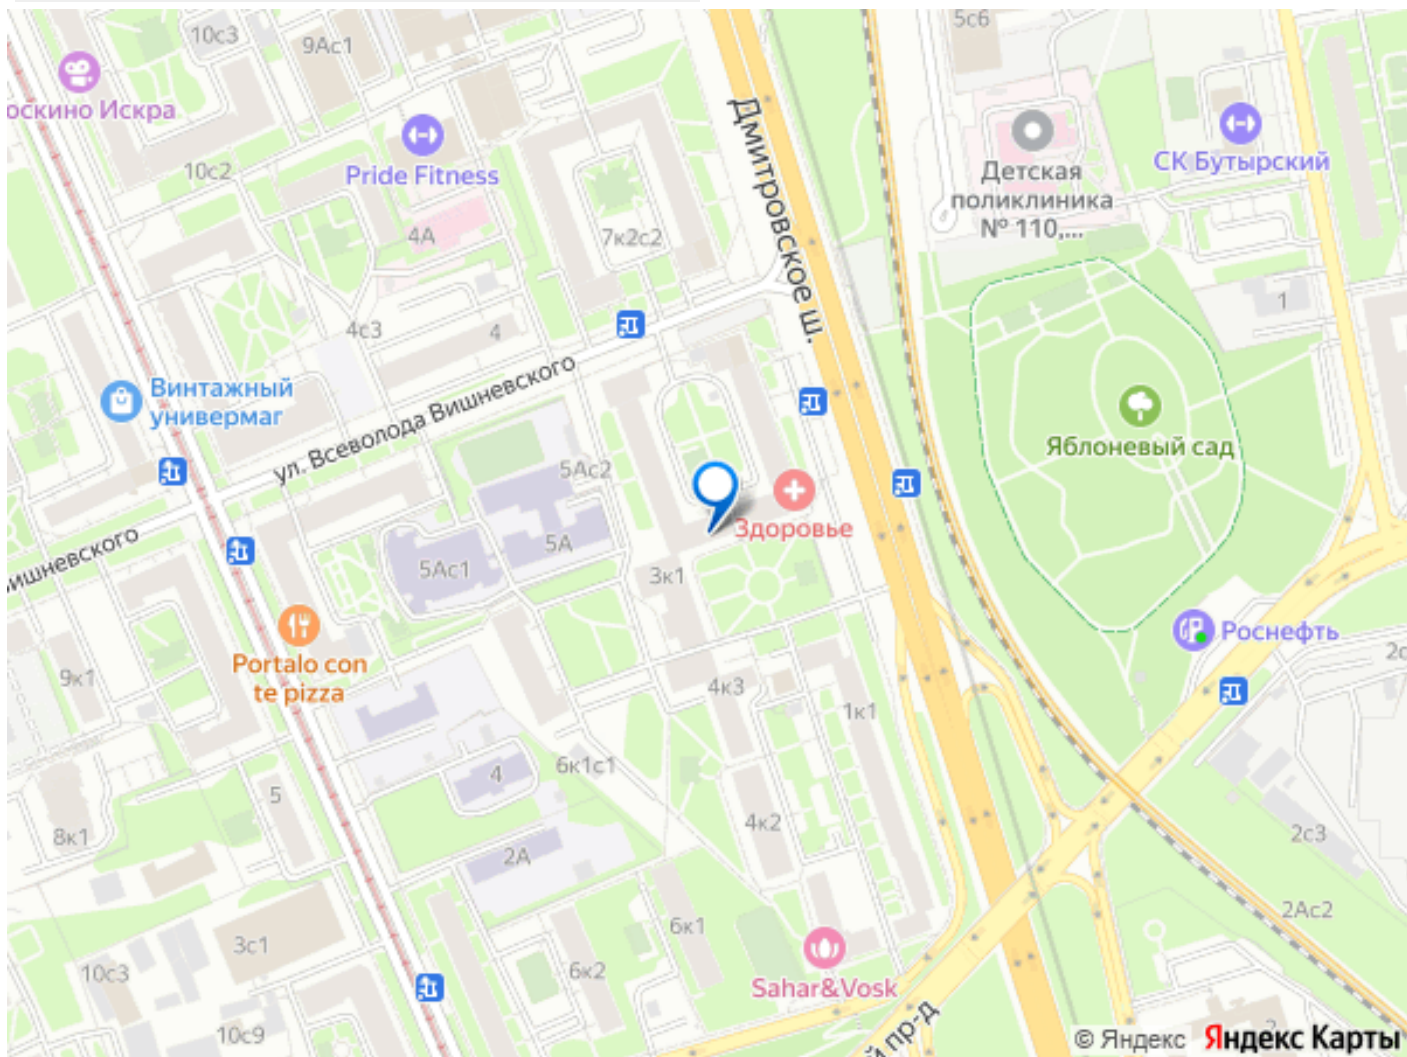 10с3
9Ас1
5с6
оскино Искра
10с2
Pride Fitness
4А
7к2с2
Дмитровское ш.
Детская
поликлиника
№ 110,...
СК Бутырский
1
4с3
4
Винтажный
универмаг
ул. Всеволода Вишневского
Яблоневый сад
5Ас2
5А
5Ас1
Здоровье
3к1
ишневского
Portalo con
te pizza
Роснефть
9к1
4к3
1к1
2с
6к1с1
4
5
8к1
4к2
2с3
2А
2Ас2
6к1
3с1
10с3
6к2
Sahar&Vosk
10с9
й пр-д
© Яндекс Яндекс Карты